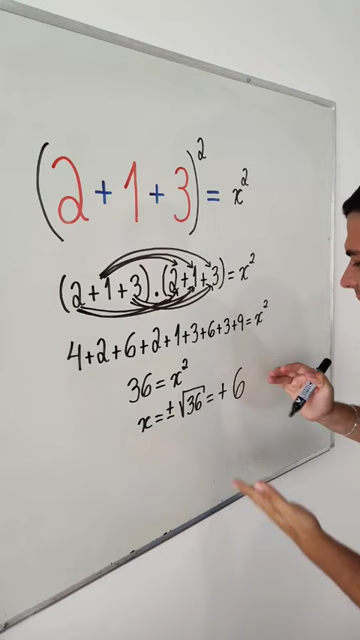 (2+1+3)² = x²
(2+1+3).(2+1+3)=x²
4+2+6+2+1+3+6+3+9=x²
36=x²
x=±√36=+6